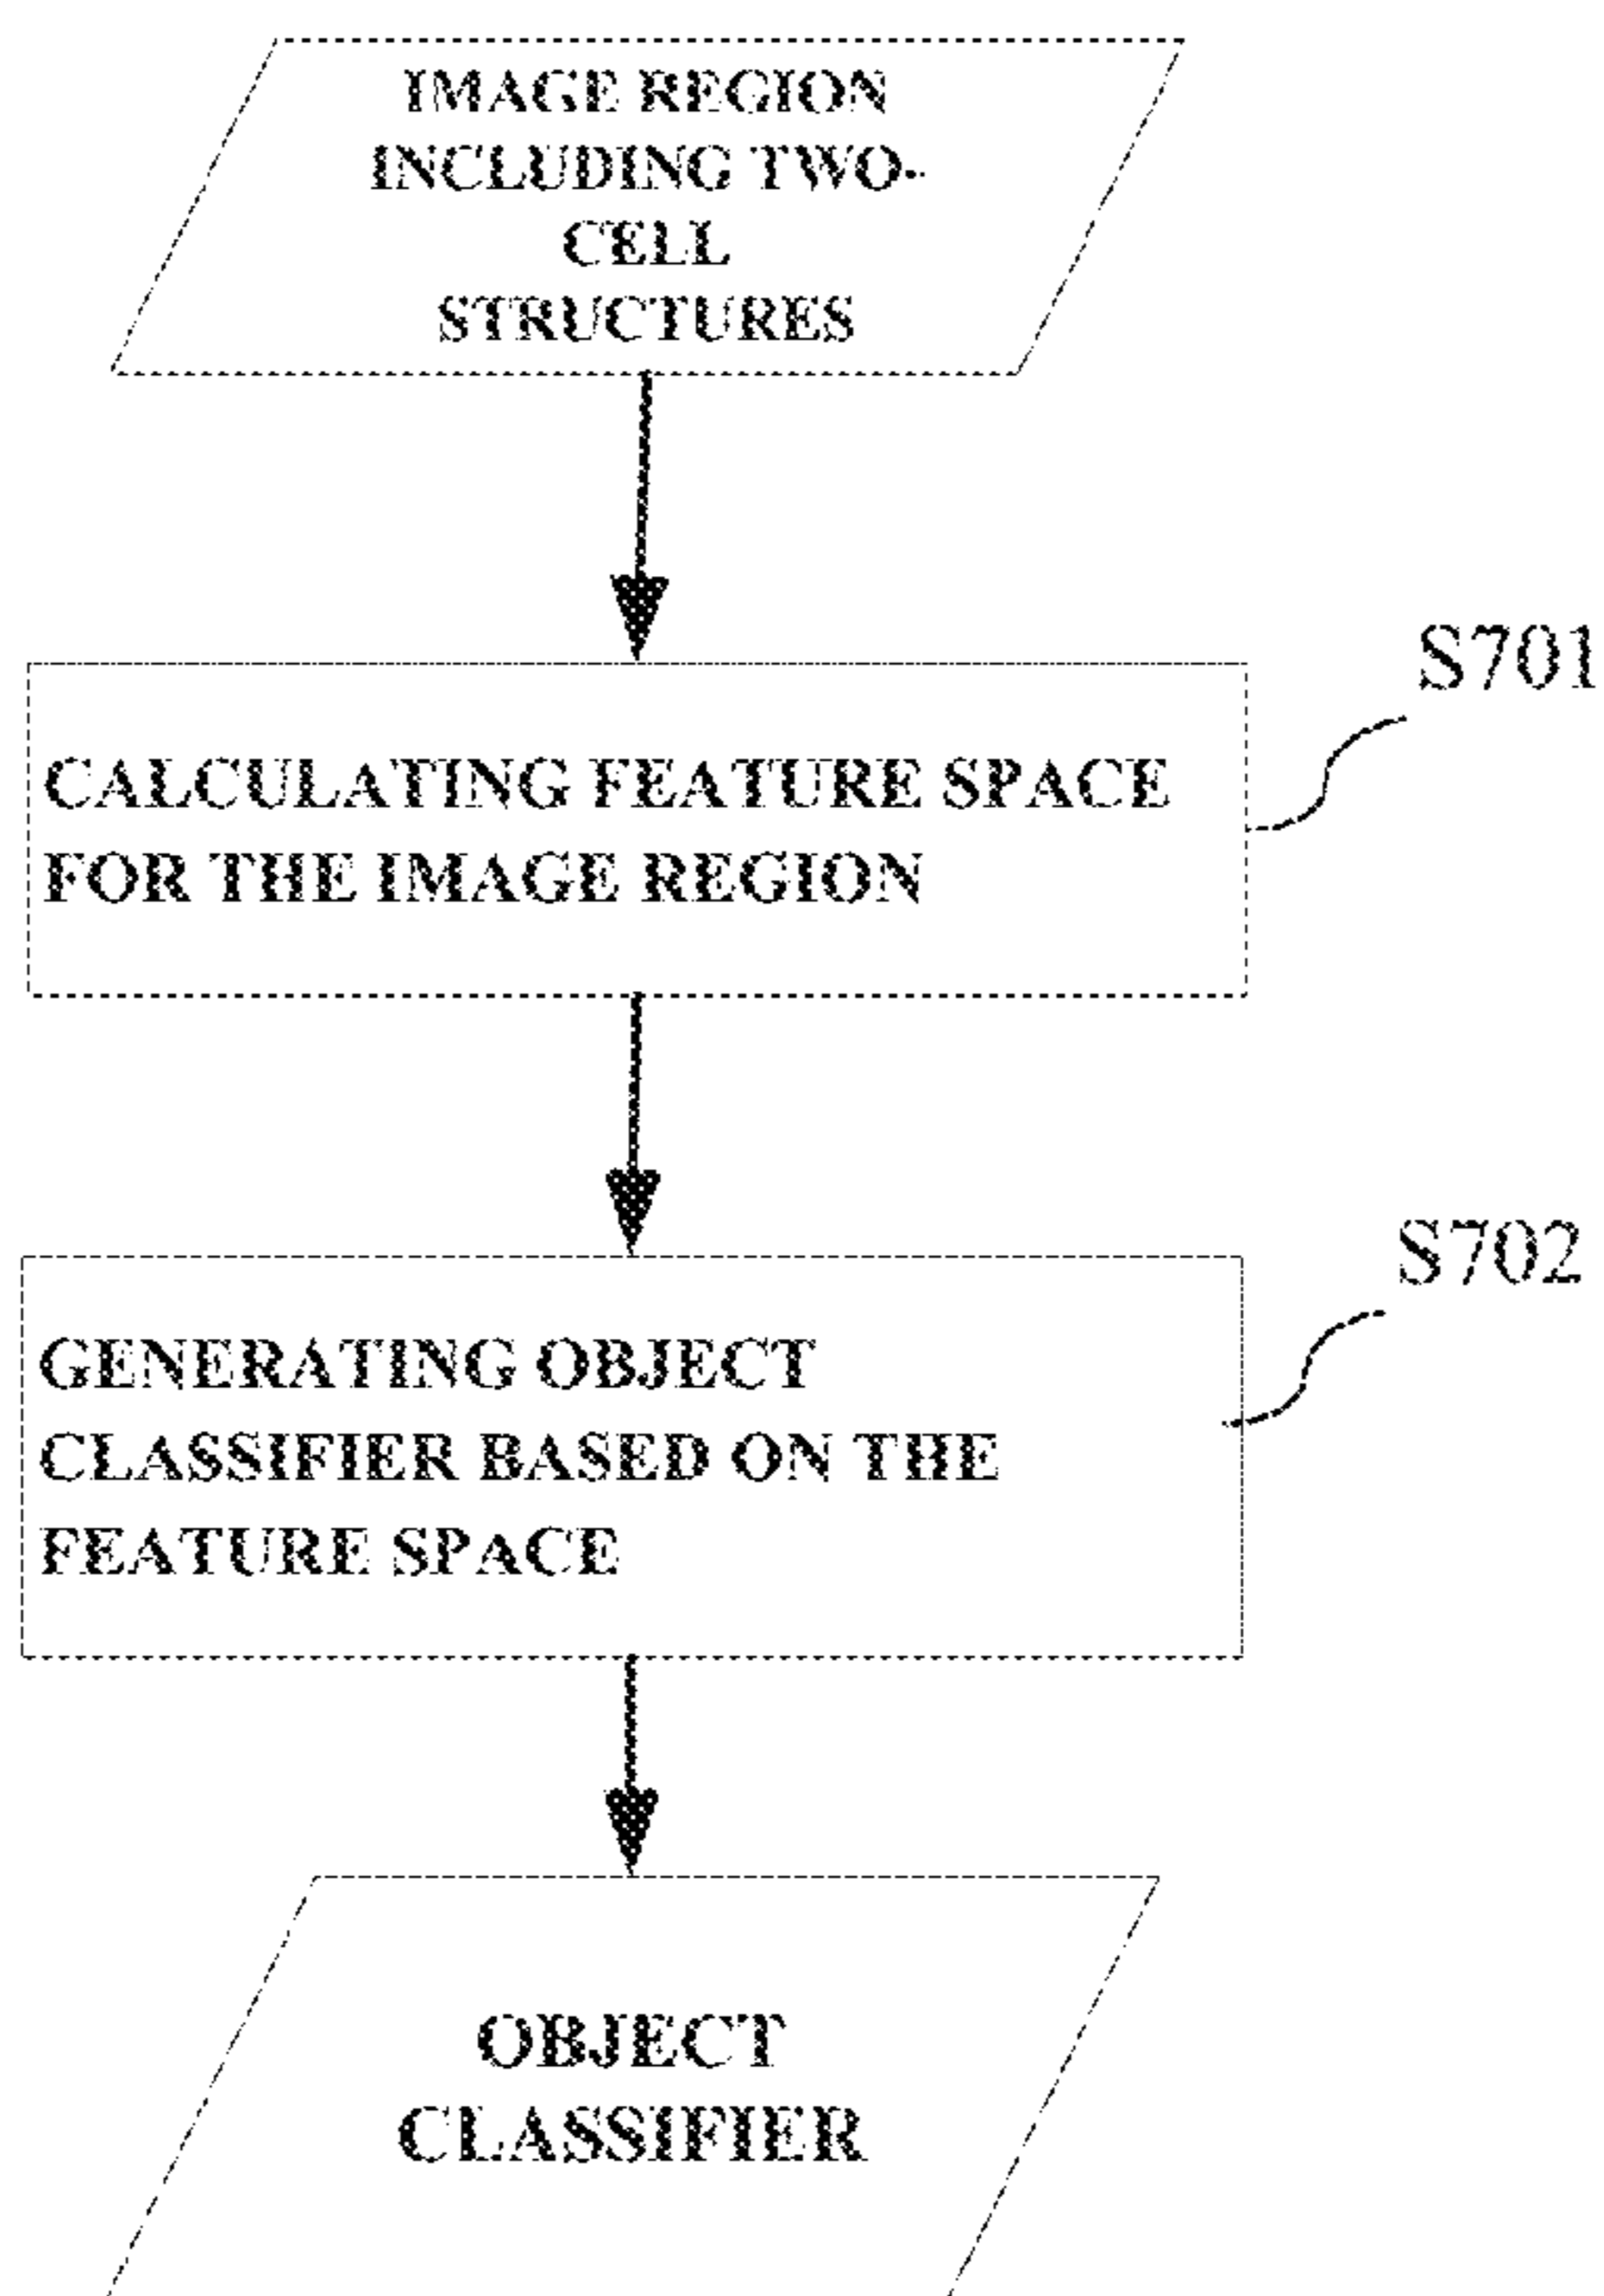 IMAGE REGION
INCLUDING TWO-
CELL
STRUCTURES
S701
CALCULATING FEATURE SPACE
FOR THE IMAGE REGION
S702
GENERATING OBJECT
CLASSIFIER BASED ON THE
FEATURE SPACE
OBJECT
CLASSIFIER